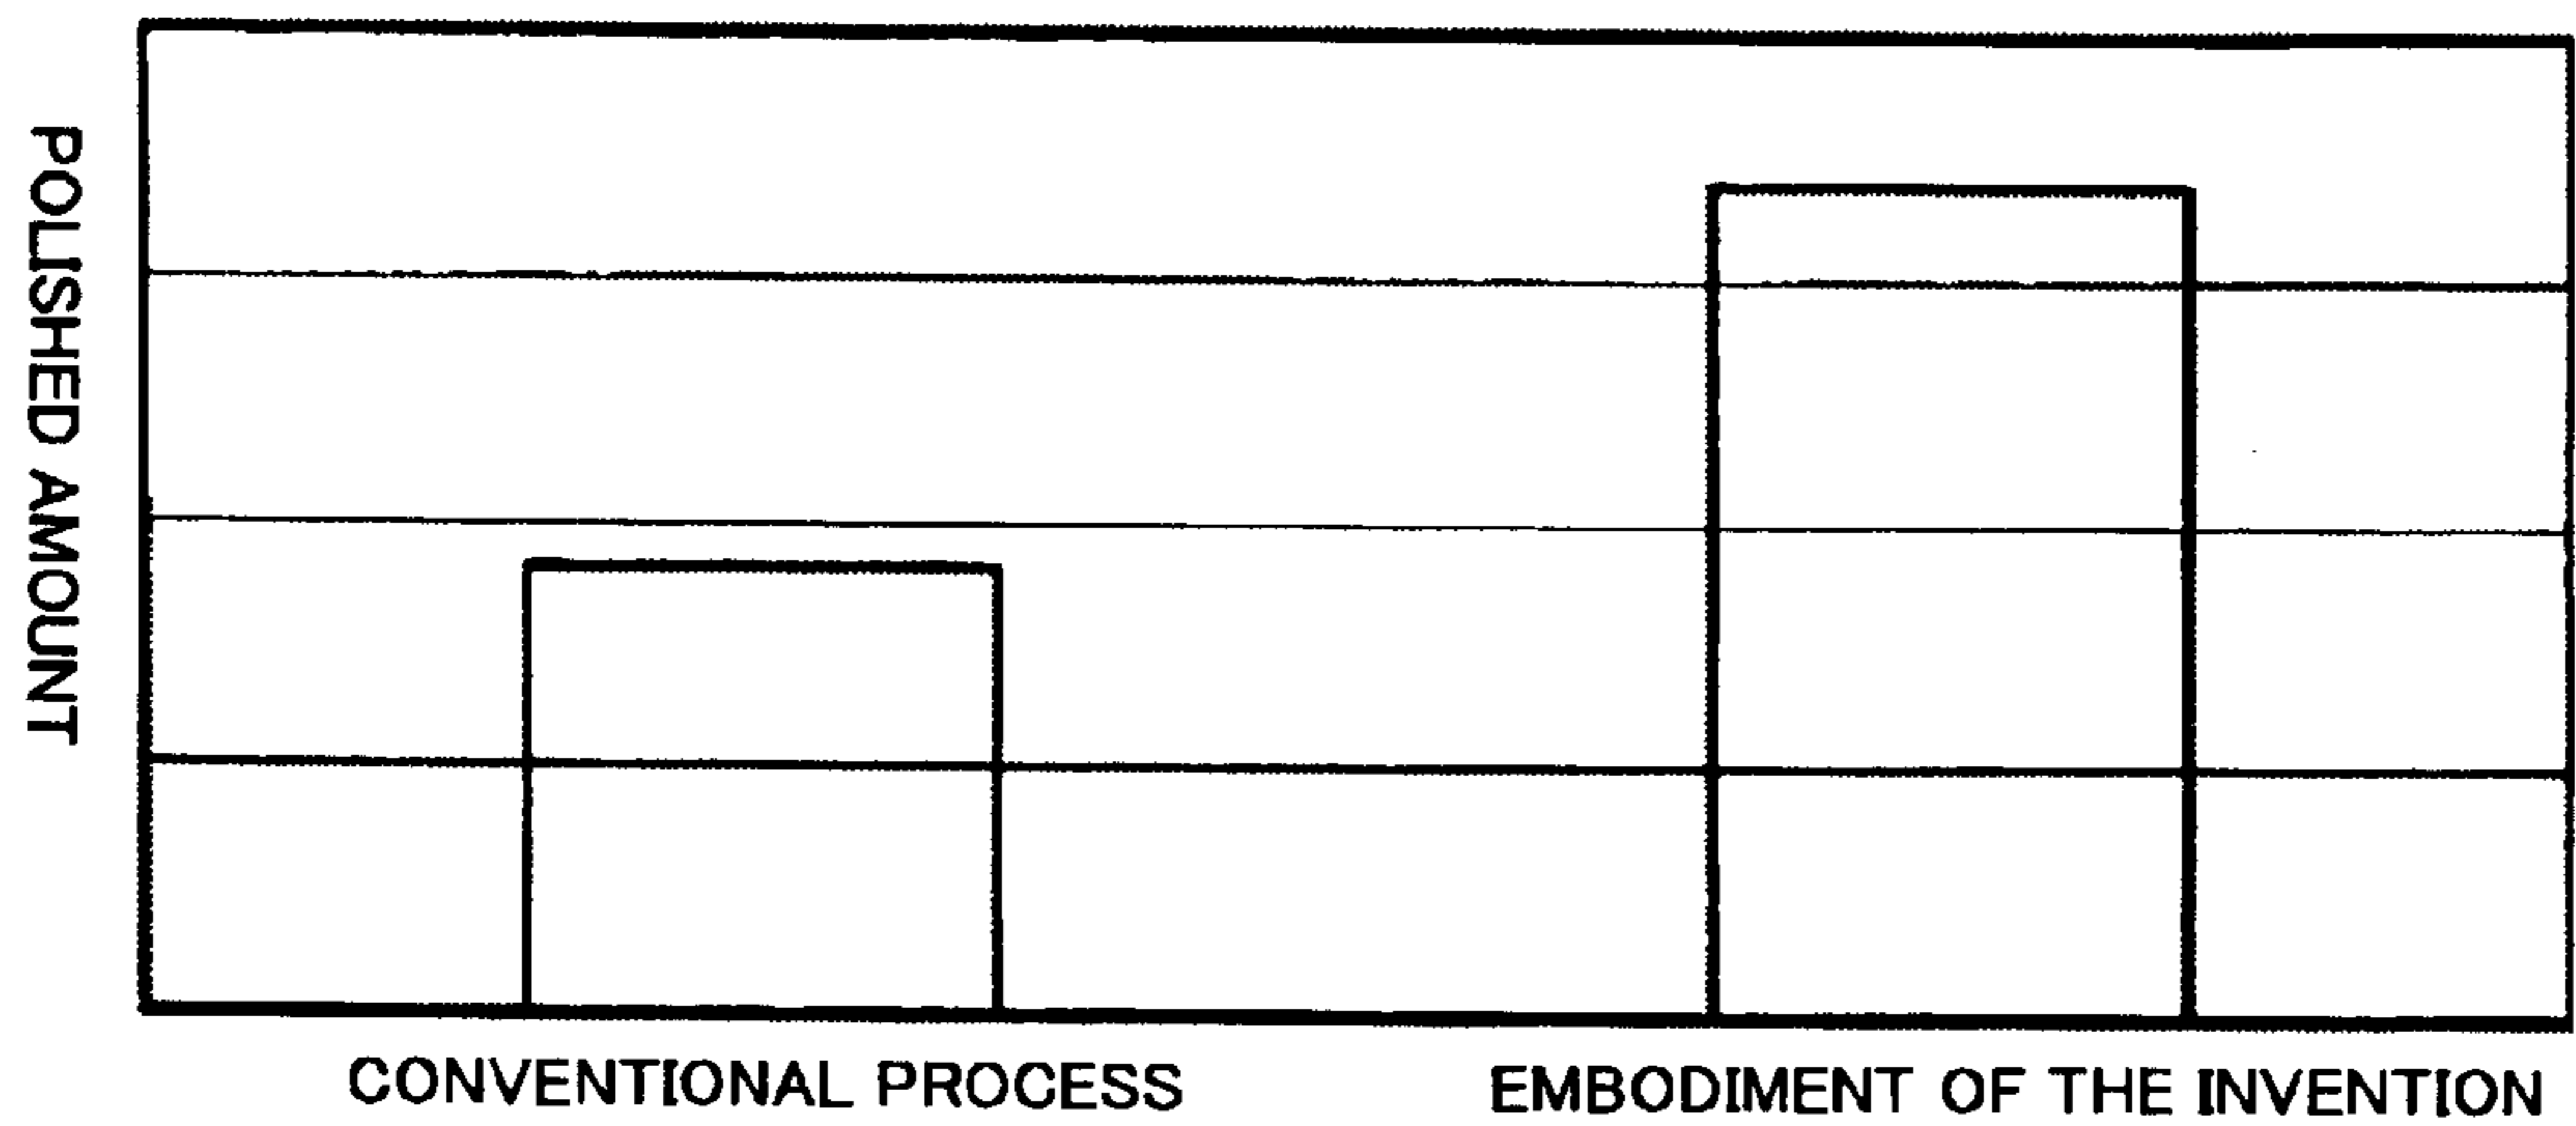 POLISHED AMOUNT
CONVENTIONAL PROCESS
EMBODIMENT OF THE INVENTION